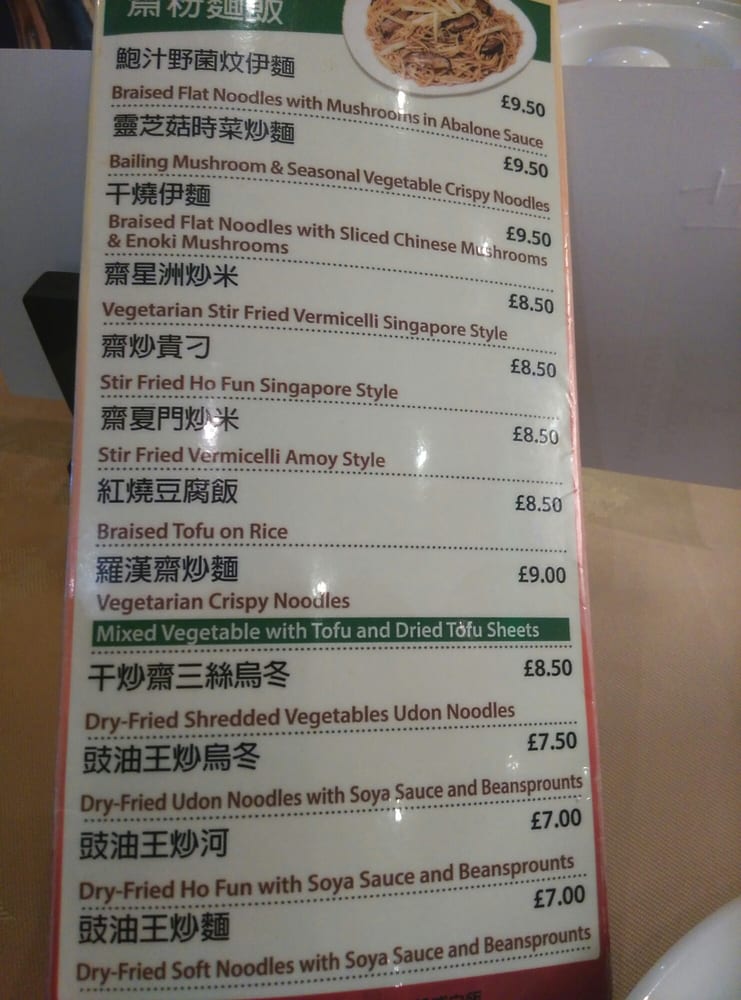 齋粉麵飯
鮑汁野菌炆伊麵
£9.50
Braised Flat Noodles with Mushrooms in Abalone Sauce
靈芝菇時菜炒麵
£9.50
Bailing Mushroom & Seasonal Vegetable Crispy Noodles
干燒伊麵
£9.50
Braised Flat Noodles with Sliced Chinese Mushrooms
& Enoki Mushrooms
齋星洲炒米
£8.50
Vegetarian Stir Fried Vermicelli Singapore Style
齋炒貴刁
£8.50
Stir Fried Ho Fun Singapore Style
齋夏門炒米
£8.50
Stir Fried Vermicelli Amoy Style
紅燒豆腐飯
£8.50
Braised Tofu on Rice
羅漢齋炒麵
£9.00
Vegetarian Crispy Noodles
Mixed Vegetable with Tofu and Dried Tofu Sheets
干炒齋三絲烏冬
£8.50
Dry-Fried Shredded Vegetables Udon Noodles
豉油王炒烏冬
£7.50
Dry-Fried Udon Noodles with Soya Sauce and Beansprounts
豉油王炒河
£7.00
Dry-Fried Ho Fun with Soya Sauce and Beansprounts
豉油王炒麵
£7.00
Dry-Fried Soft Noodles with Soya Sauce and Beansprounts